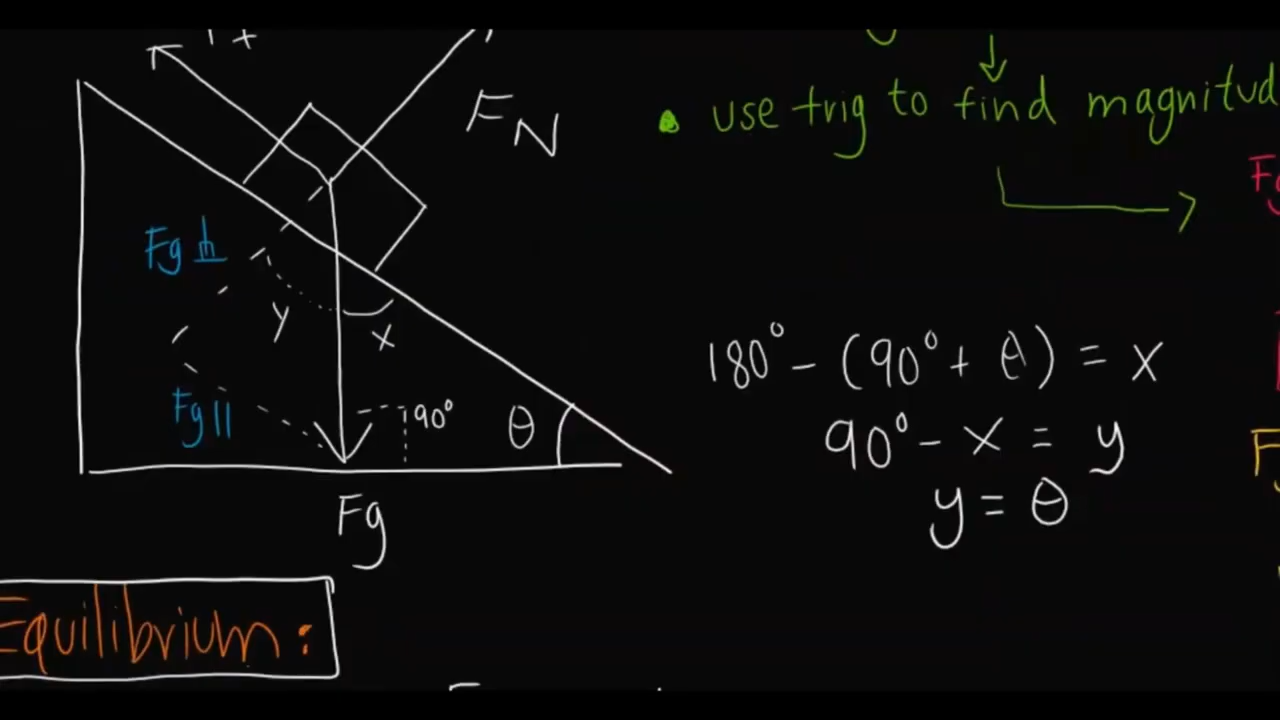 FN
use trig to find magnitud
Fg⊥
y
x
180° - (90° + θ) = x
Fg||
90°
θ
90° - x = y
y = θ
Fg
Equilibrium: